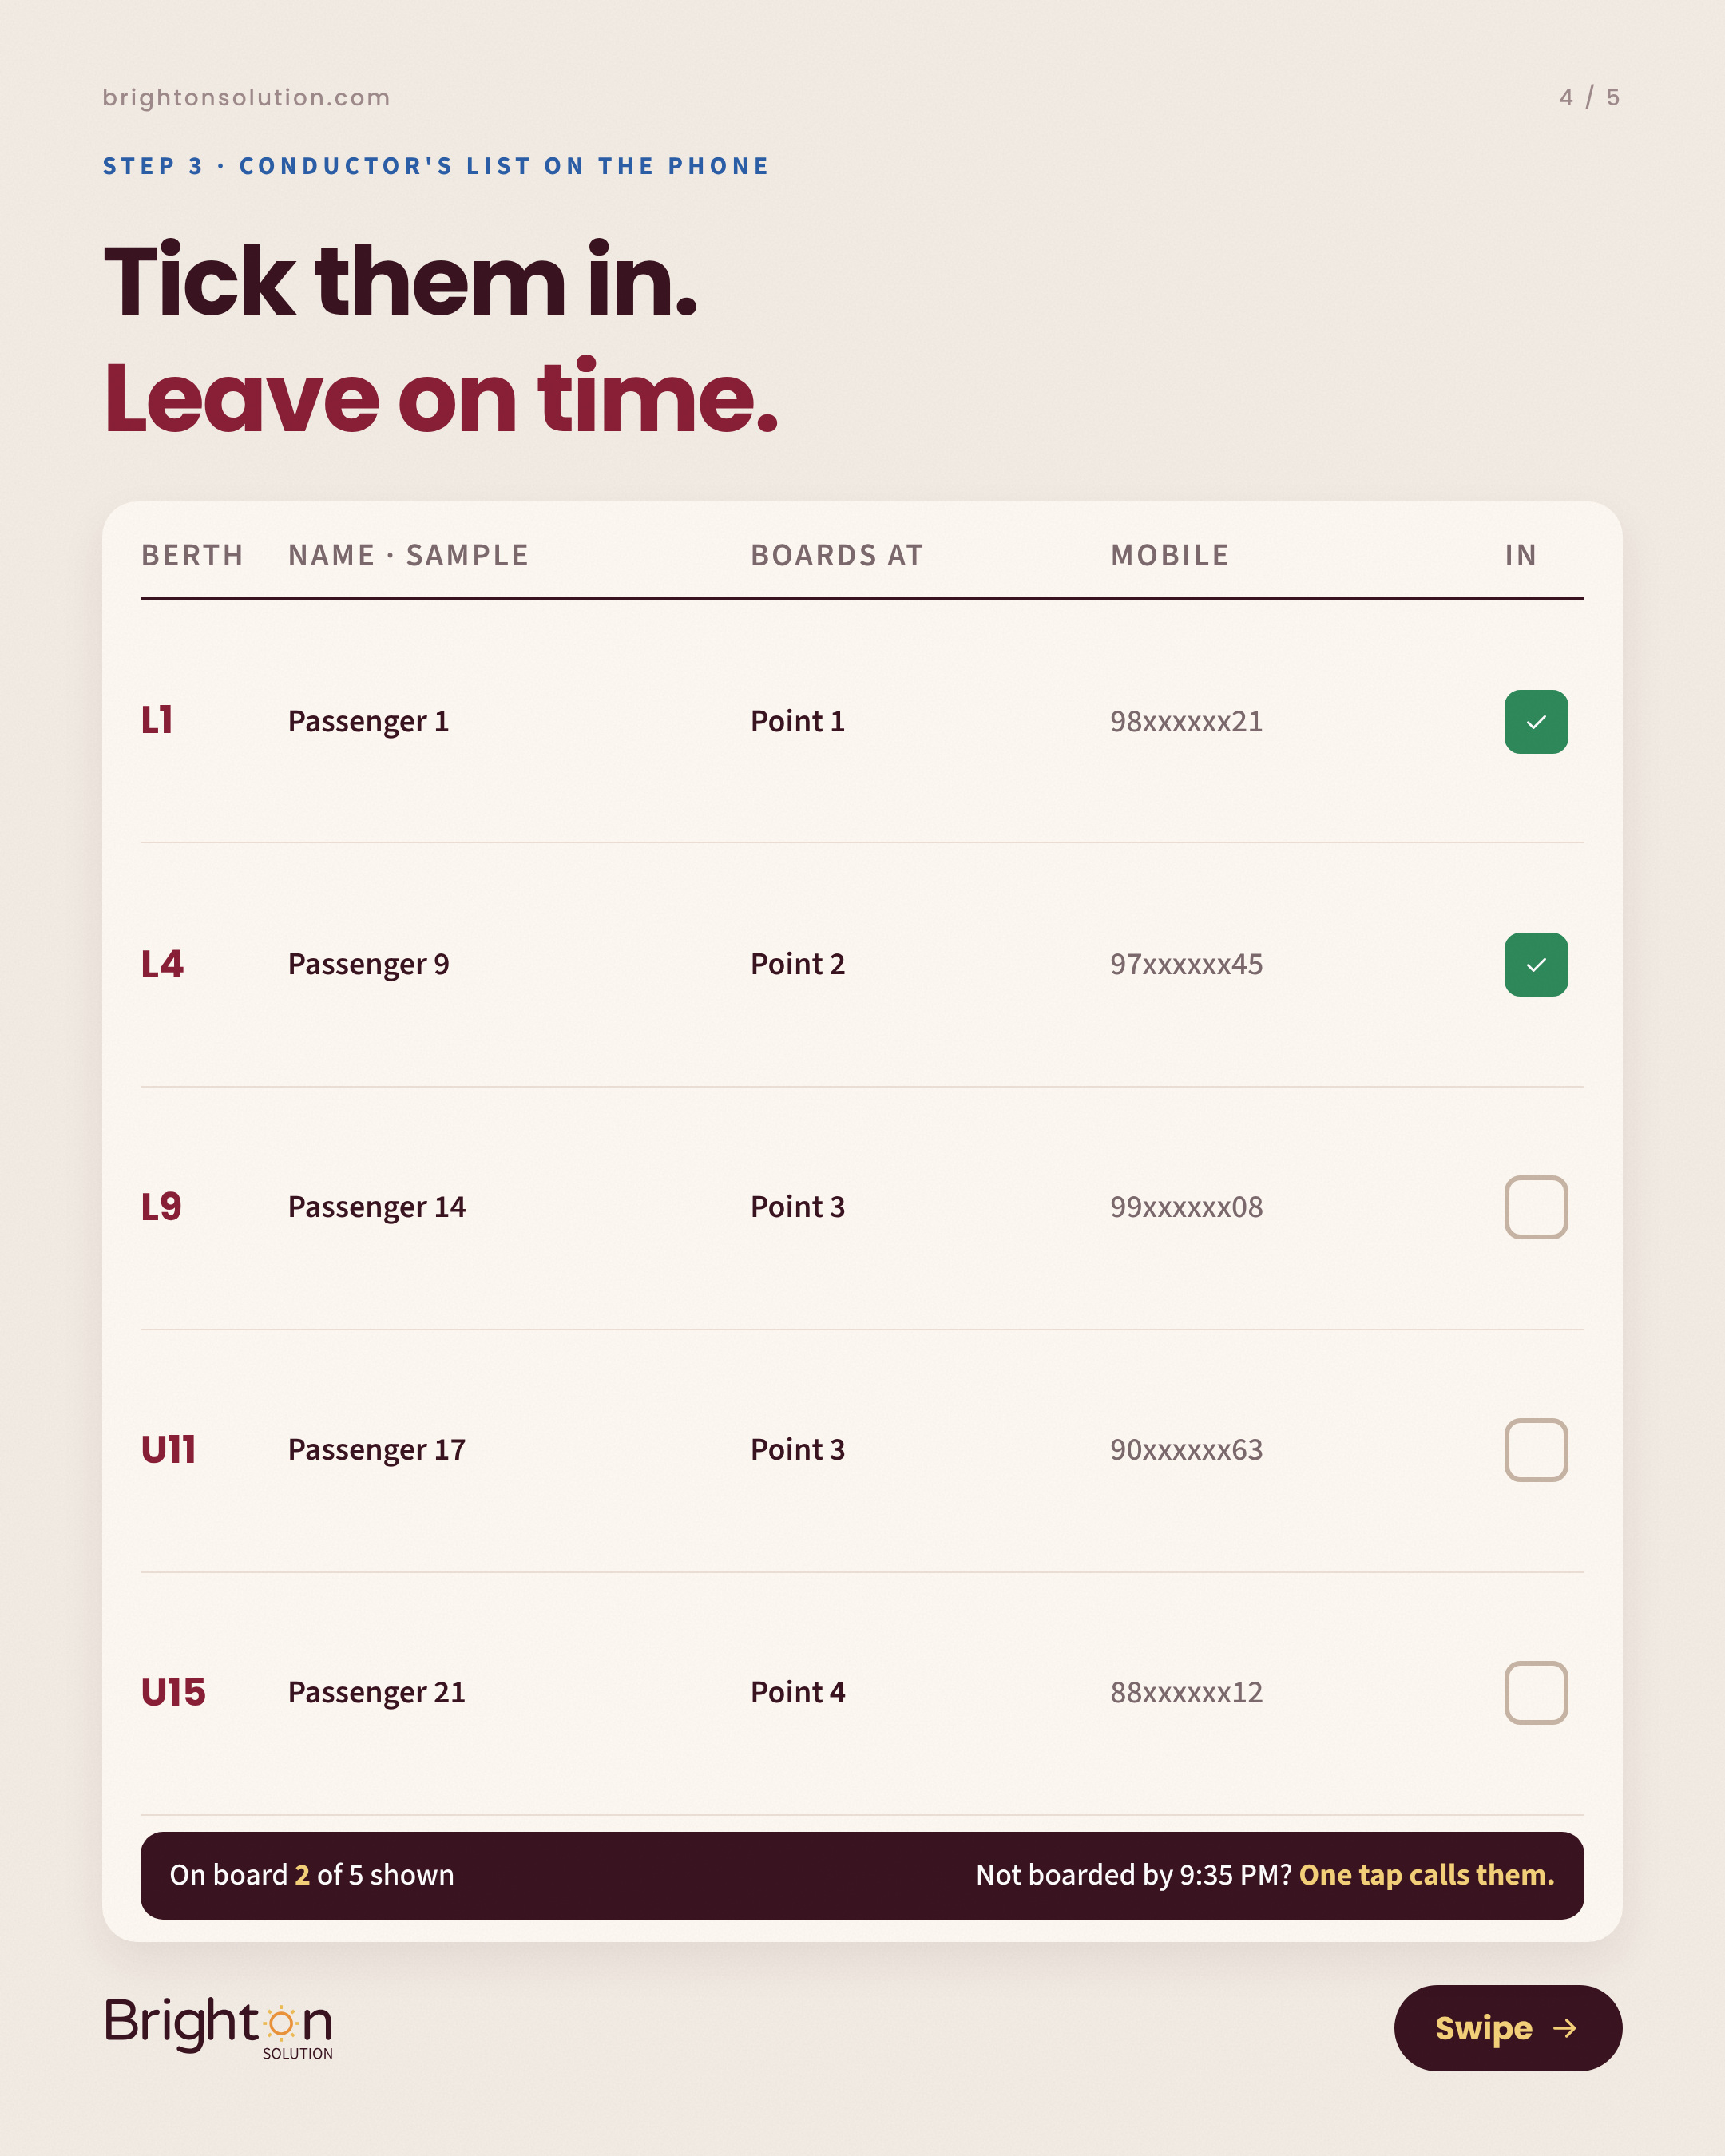 brightonsolution.com
4 / 5
STEP 3 · CONDUCTOR'S LIST ON THE PHONE
Tick them in.
Leave on time.
BERTH NAME · SAMPLE BOARDS AT MOBILE IN
L1 Passenger 1 Point 1 98xxxxxx21
L4 Passenger 9 Point 2 97xxxxxx45
L9 Passenger 14 Point 3 99xxxxxx08
U11 Passenger 17 Point 3 90xxxxxx63
U15 Passenger 21 Point 4 88xxxxxx12
On board 2 of 5 shown
Not boarded by 9:35 PM? One tap calls them.
Brighton
SOLUTION
Swipe →